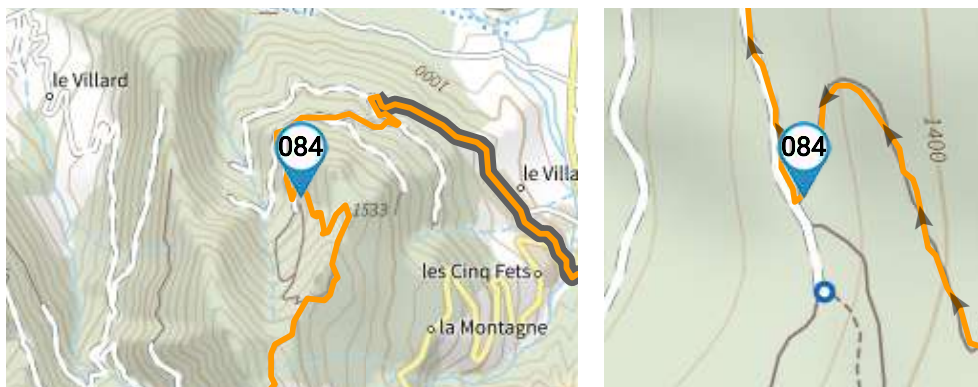 le Villard
1000
084
1533
le Villa
les Cinq Fets
la Montagne
084
1400